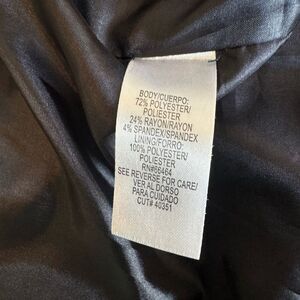 BODY/CUERPO:
72% POLYESTER/
POLIESTER
24% RAYON/RAYON
4% SPANDEX/SPANDEX
LINING/FORRO:
100% POLYESTER/
POLIESTER
RN#66464
SEE REVERSE FOR CARE/
VER AL DORSO
PARA CUIDADO
CUT# 40351